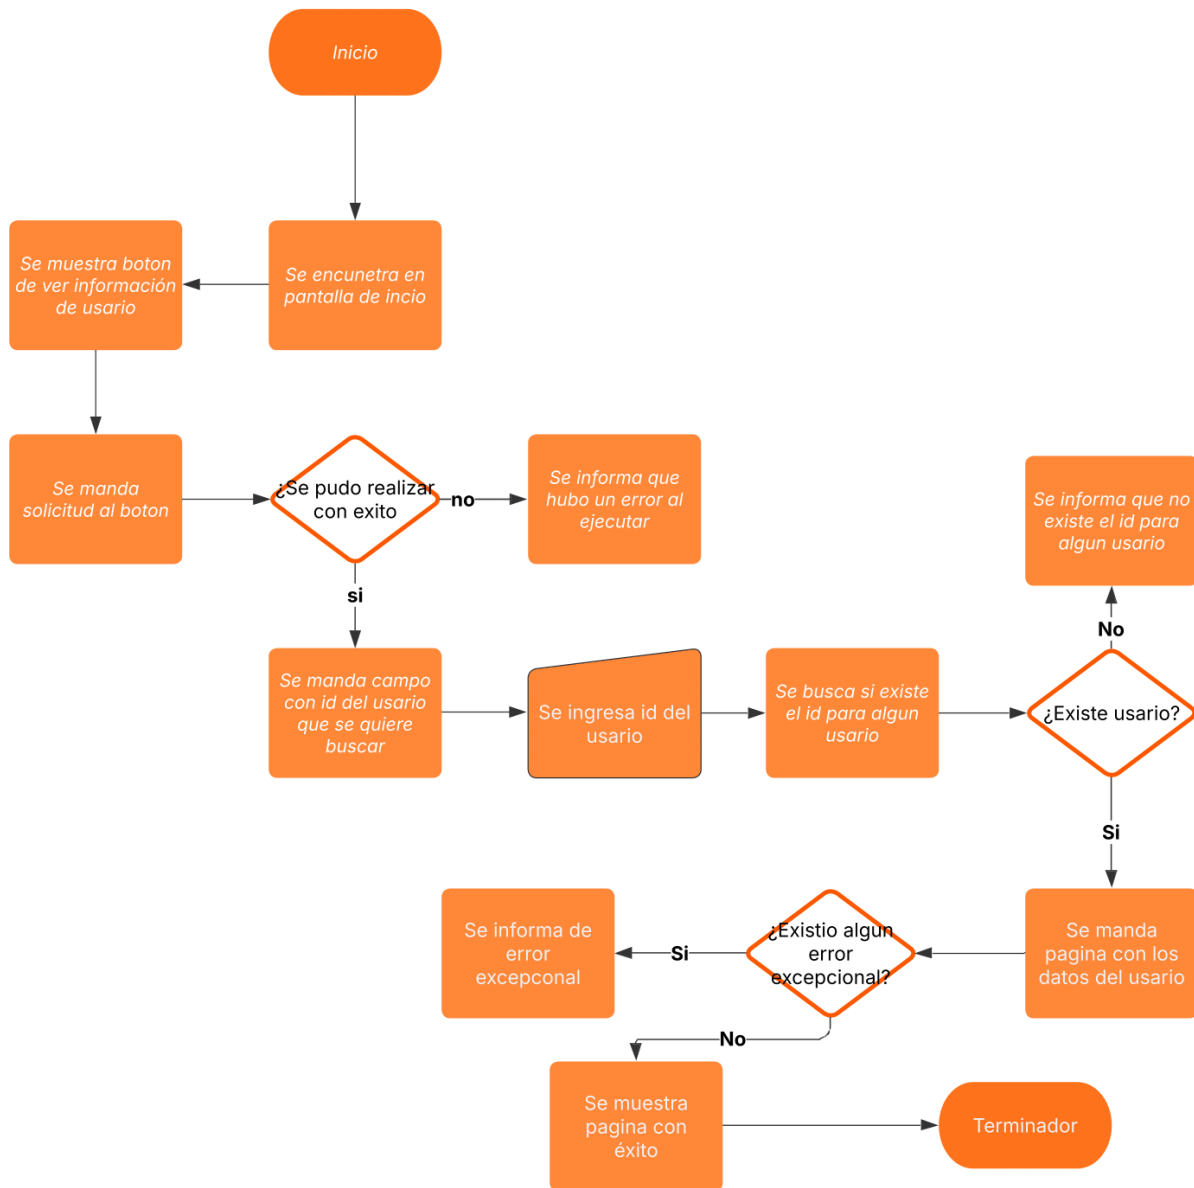 Inicio
Se muestra boton
de ver información
de usario
Se encunetra en
pantalla de incio
Se manda
solicitud al boton
¿Se pudo realizar
con exito
no
Se informa que
hubo un error al
ejecutar
si
Se manda campo
con id del usario
que se quiere
buscar
Se ingresa id del
usario
Se busca si existe
el id para algun
usario
¿Existe usario?
No
Se informa que no
existe el id para
algun usario
Si
Se manda
pagina con los
datos del usario
¿Existio algun
error
excepcional?
Si
Se informa de
error
excepconal
No
Se muestra
pagina con
éxito
Terminador